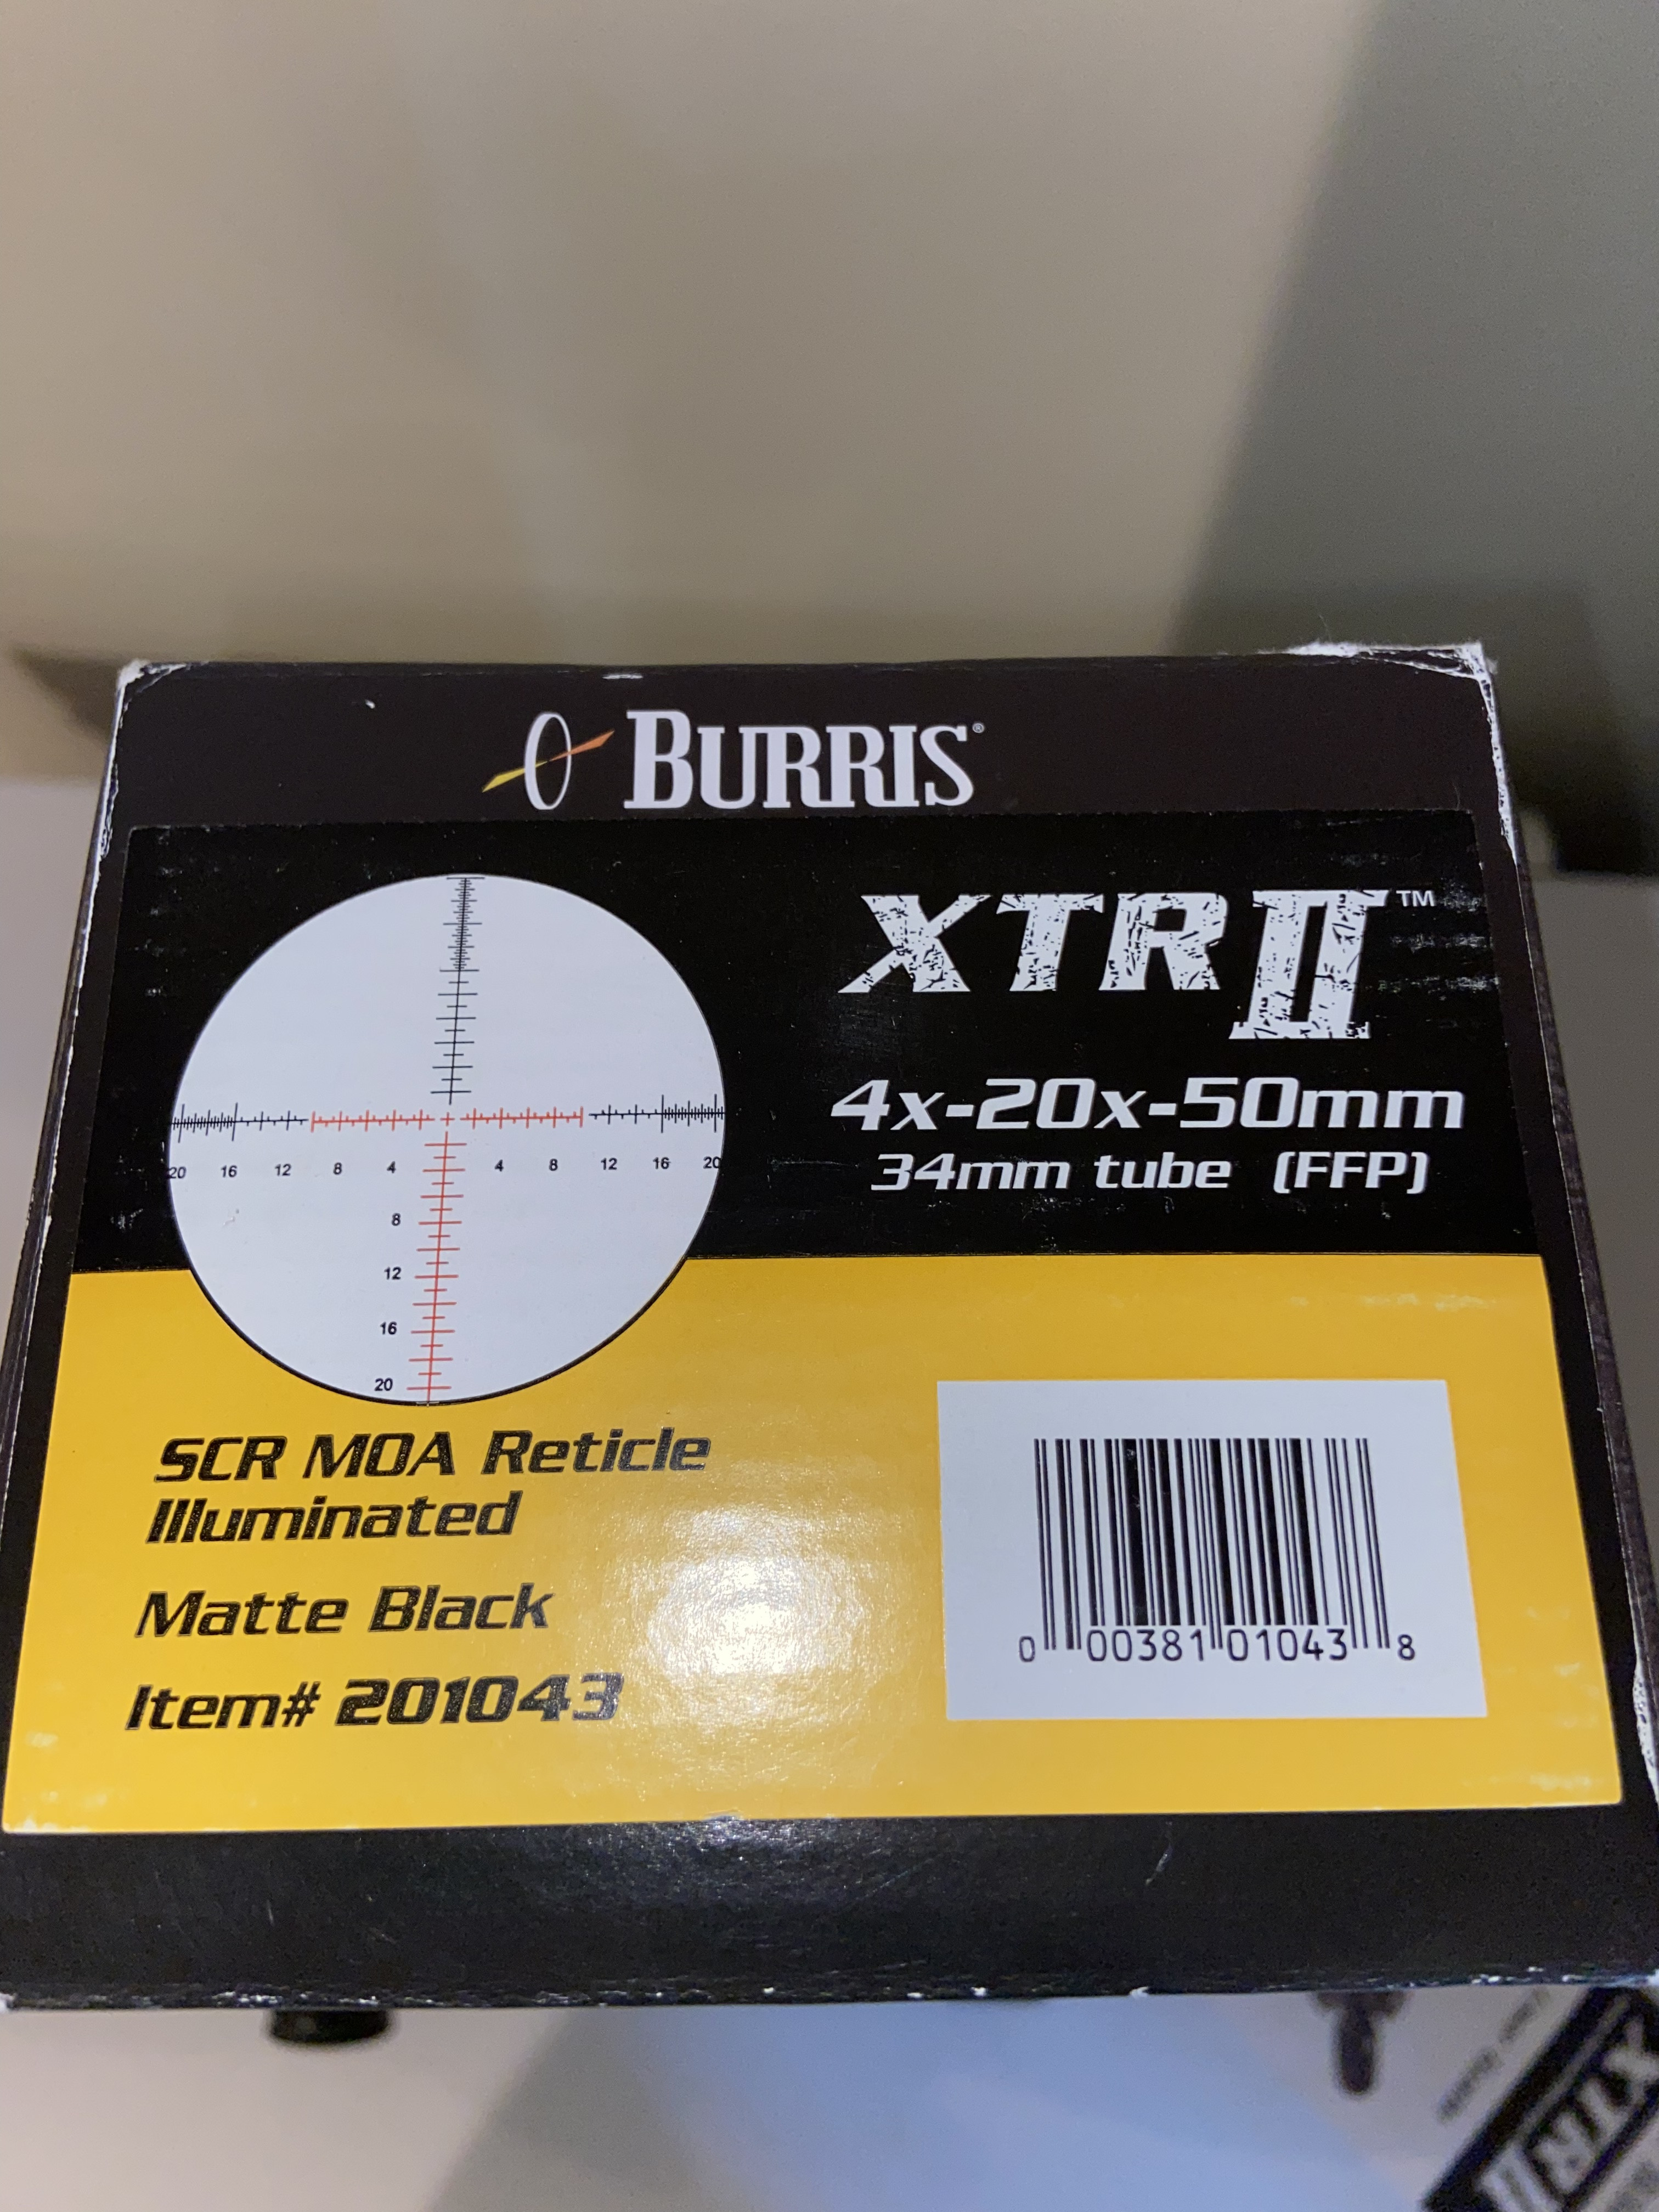 BURRIS®
XTR II™
4x-20x-50mm
34mm tube (FFP)
20 16 12 8 4 4 8 12 16 20
8
12
16
20
SCR MOA Reticle
Illuminated
Matte Black
Item# 201043
0 00381 01043 8